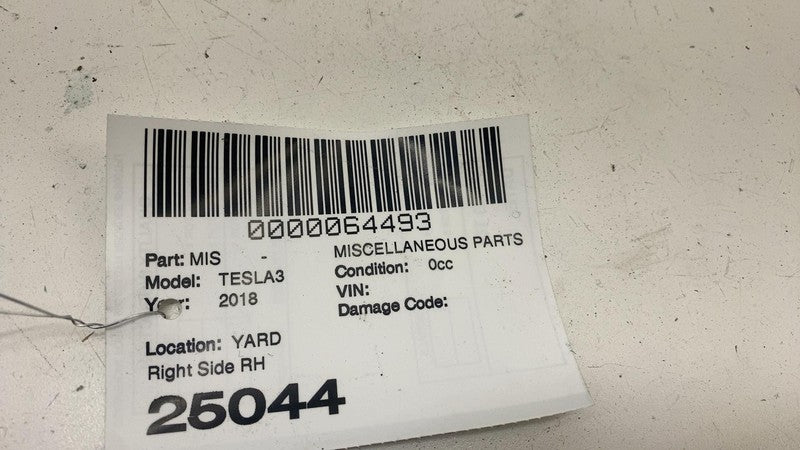 0000064493
Part: MIS -
MISCELLANEOUS PARTS
Model: TESLA3
Condition: 0cc
Year: 2018
VIN:
Damage Code:
Location: YARD
Right Side RH
25044